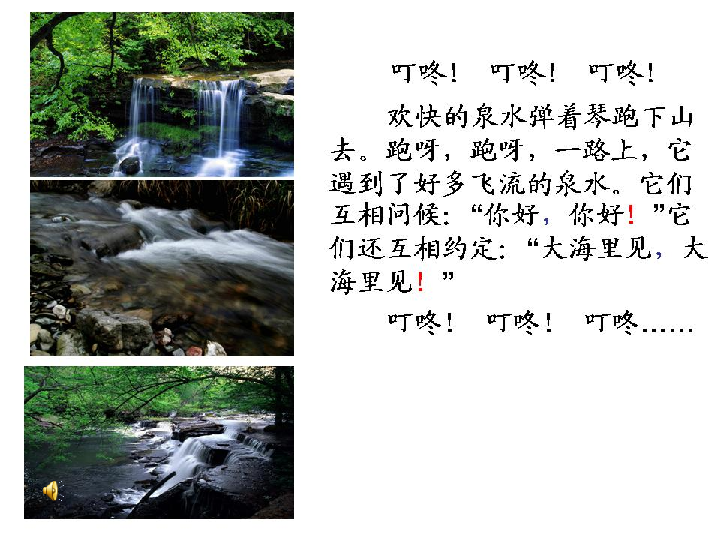 叮咚！ 叮咚！ 叮咚！
欢快的泉水弹着琴跑下山
去。跑呀，跑呀，一路上，它
遇到了好多飞流的泉水。它们
互相问候：“你好，你好！”它
们还互相约定：“大海里见，大
海里见！”
叮咚！ 叮咚！ 叮咚……